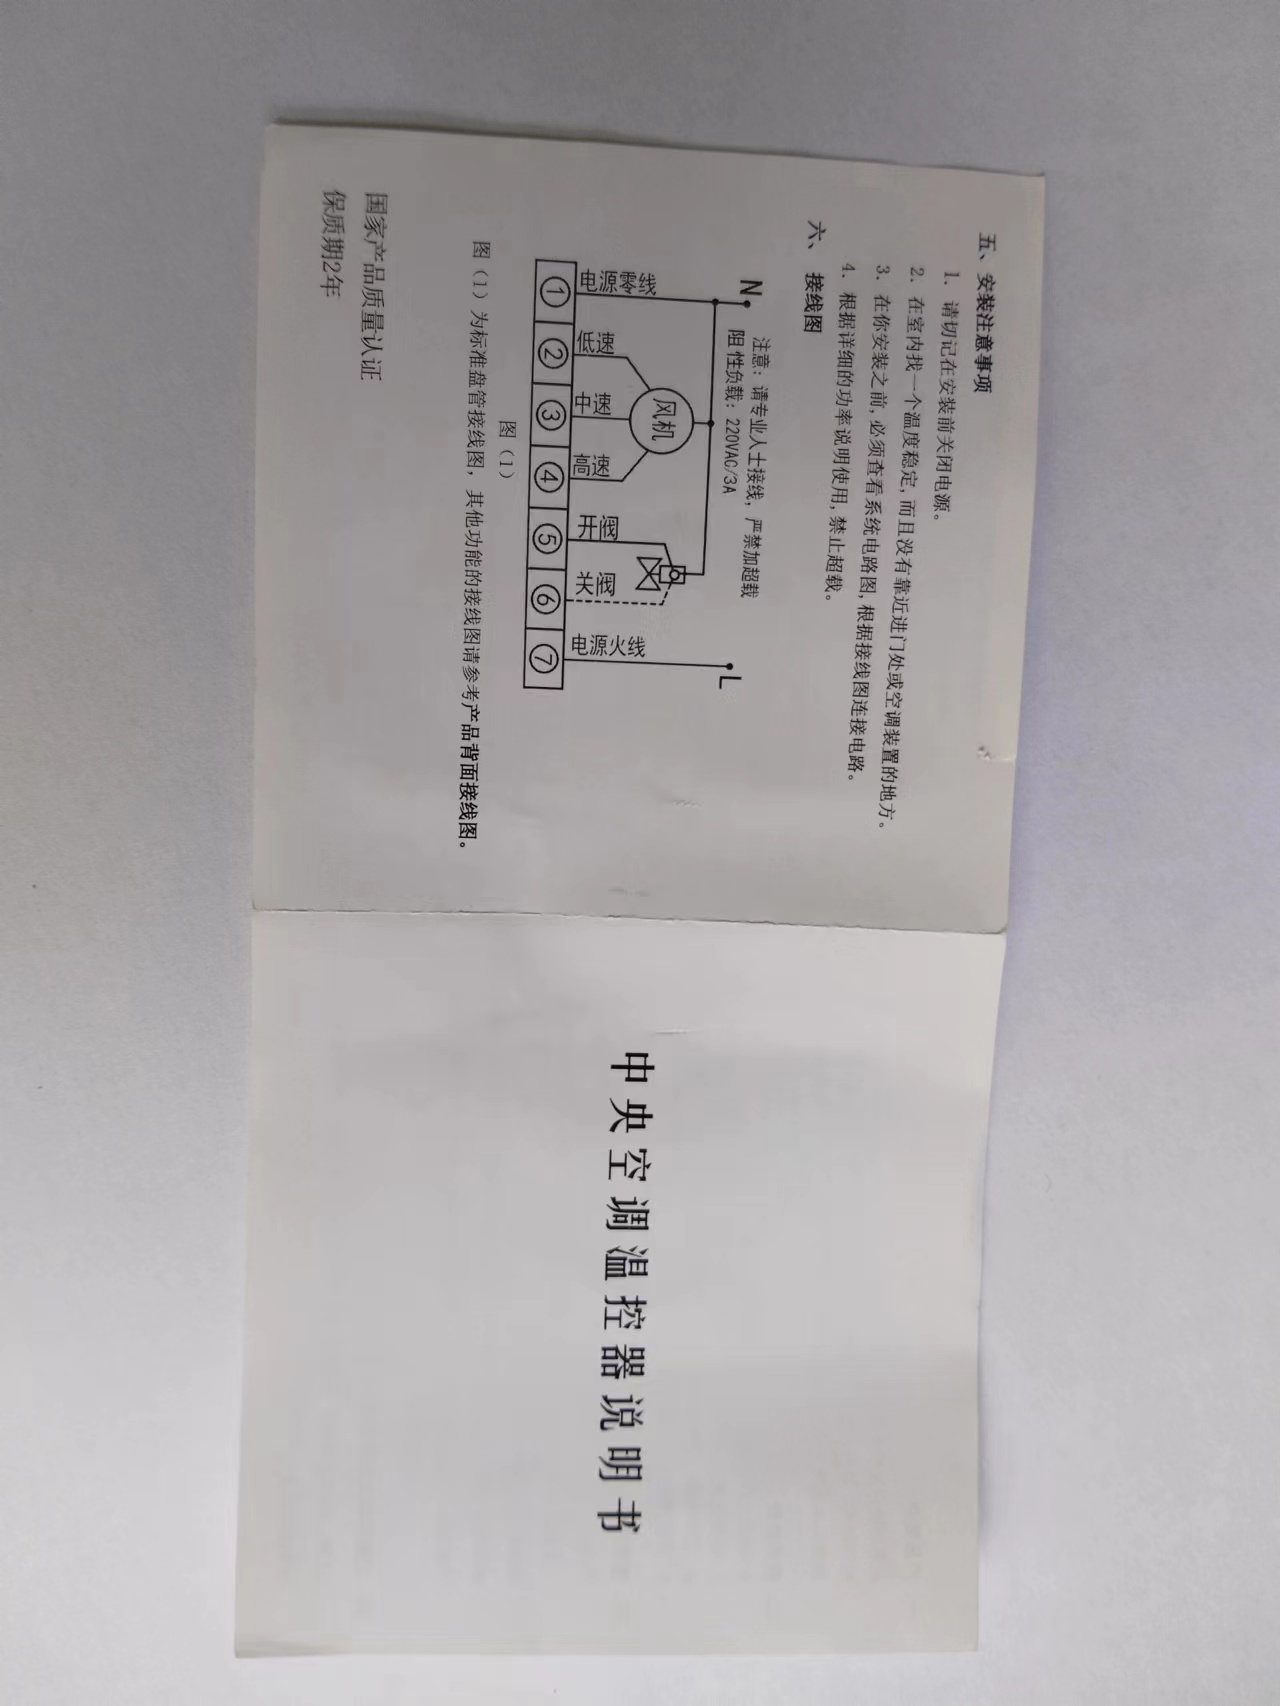 五、安装注意事项
1. 请切记在安装前关闭电源。
2. 在室内找一个温度稳定,而且没有靠近进门处或空调装置的地方。
3. 在你安装之前,必须查看系统电路图,根据接线图连接电路。
4. 根据详细的功率说明使用,禁止超载。
六、接线图
注意: 请专业人士接线, 严禁加超载
阻性负载: 220VAC/3A
N
L
风机
电源零线
低速
中速
高速
开阀
关阀
电源火线
① ② ③ ④ ⑤ ⑥ ⑦
图(1)
图(1)为标准盘管接线图, 其他功能的接线图请参考产品背面接线图。
国家产品质量认证
保质期2年
中央空调温控器说明书